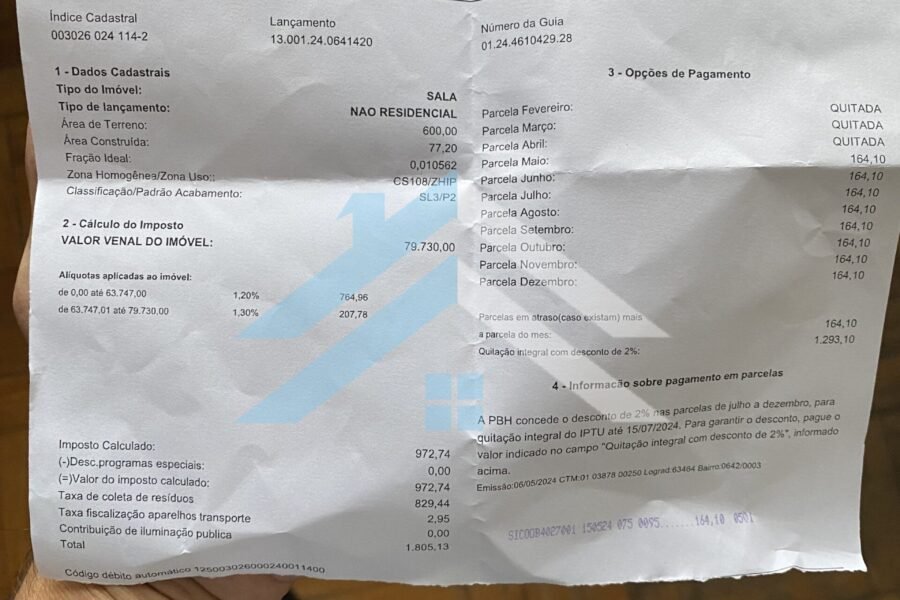 Índice Cadastral
003026 024 114-2
Lançamento
13.001.24.0641420
Número da Guia
01.24.4610429.28
1 - Dados Cadastrais
Tipo do Imóvel: SALA
Tipo de lançamento: NAO RESIDENCIAL
Área de Terreno: 600,00
Área Construída: 77,20
Fração Ideal: 0,010562
Zona Homogênea/Zona Uso:: CS108/ZHIP
Classificação/Padrão Acabamento: SL3/P2
2 - Cálculo do Imposto
VALOR VENAL DO IMÓVEL: 79.730,00
Alíquotas aplicadas ao imóvel:
de 0,00 até 63.747,00 1,20% 764,96
de 63.747,01 até 79.730,00 1,30% 207,78
Imposto Calculado: 972,74
(-)Desc.programas especiais: 0,00
(=)Valor do imposto calculado: 972,74
Taxa de coleta de resíduos 829,44
Taxa fiscalização aparelhos transporte 2,95
Contribuição de iluminação publica 0,00
Total 1.805,13
Código débito automático 125003026000240011400
3 - Opções de Pagamento
Parcela Fevereiro: QUITADA
Parcela Março: QUITADA
Parcela Abril: QUITADA
Parcela Maio: 164,10
Parcela Junho: 164,10
Parcela Julho: 164,10
Parcela Agosto: 164,10
Parcela Setembro: 164,10
Parcela Outubro: 164,10
Parcela Novembro: 164,10
Parcela Dezembro: 164,10
Parcelas em atraso(caso existam) mais
a parcela do mes: 164,10
Quitação integral com desconto de 2%: 1.293,10
4 - Informacão sobre pagamento em parcelas
A PBH concede o desconto de 2% nas parcelas de julho a dezembro, para
quitação integral do IPTU até 15/07/2024. Para garantir o desconto, pague o
valor indicado no campo "Quitação integral com desconto de 2%", informado
acima.
Emissão:06/05/2024 CTM:01 03878 00250 Lograd:63464 Bairro:0642/0003
150524 075 0095.......164,10